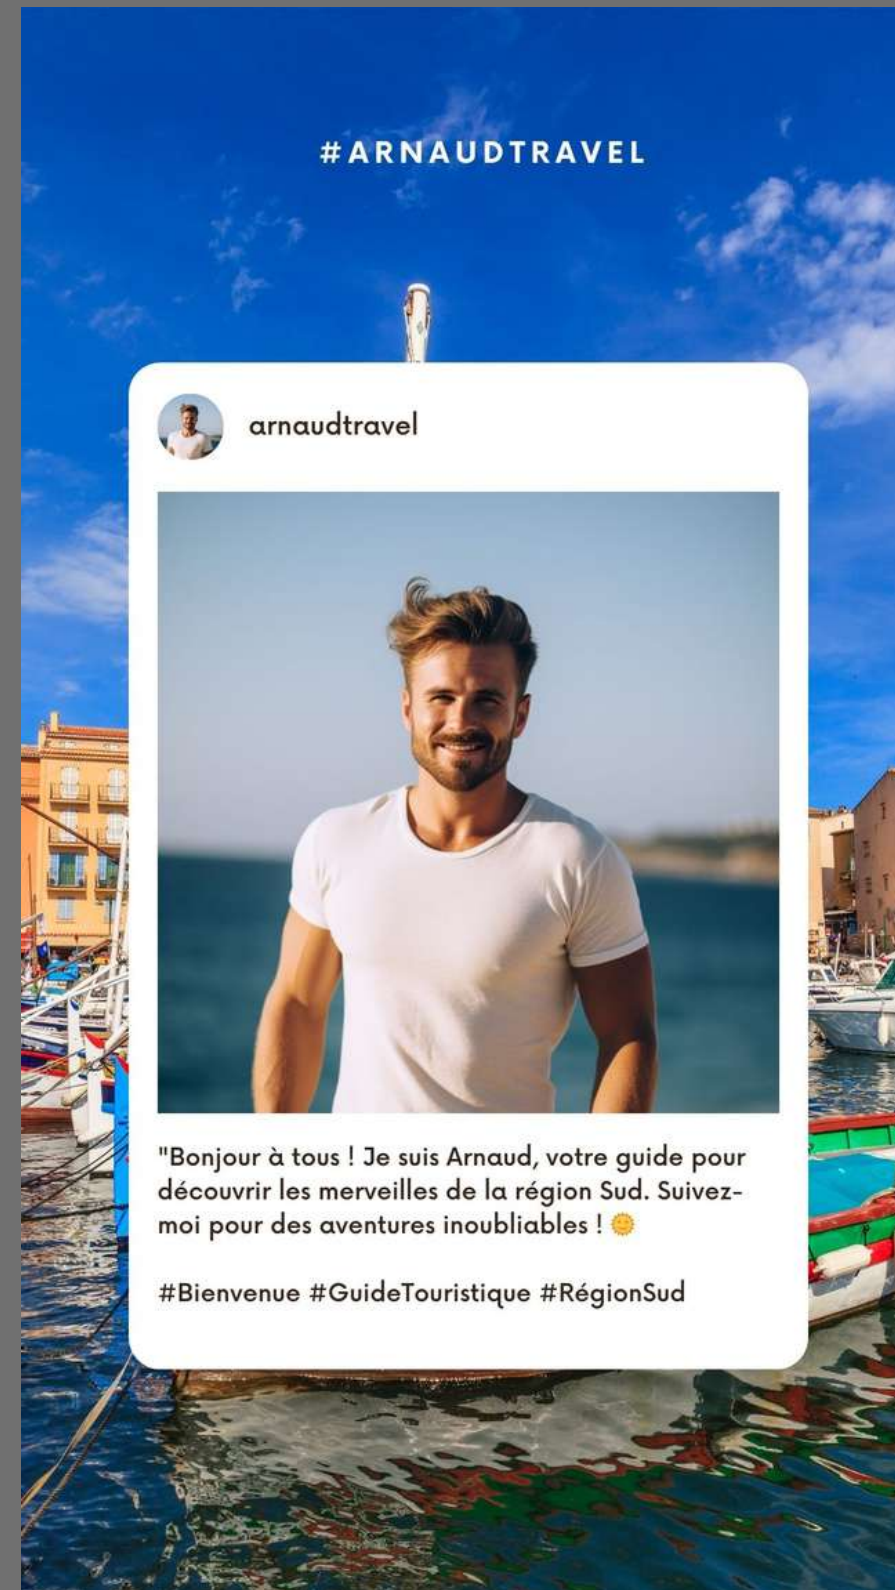 #ARNAUDTRAVEL
arnaudtravel
"Bonjour à tous ! Je suis Arnaud, votre guide pour
découvrir les merveilles de la région Sud. Suivez-
moi pour des aventures inoubliables ! 🌞
#Bienvenue #GuideTouristique #RégionSud